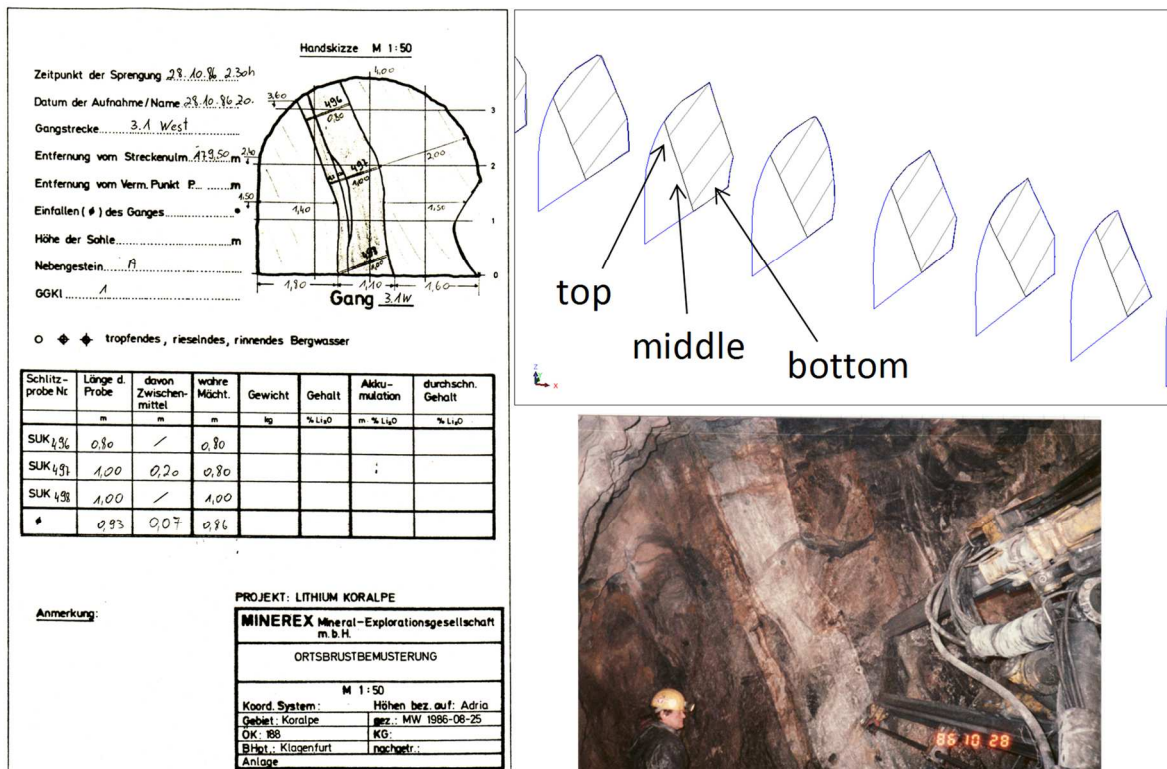 Handskizze M 1:50
Zeitpunkt der Sprengung 28.10.86 2.30h
Datum der Aufnahme/Name 28.10.86 20.
Gangstrecke 3.1 West
Entfernung vom Streckenulm 179,50 m
Entfernung vom Verm. Punkt P. m
Einfallen (∢) des Ganges
Höhe der Sohle m
Nebengestein A
GGKl 1
4,00
3,60
3
496
0,80
2,40
497
1,00
2,00
2
1,50
1,40
1,50
1
1,00
0
1,80 1,10 1,60
Gang 3.1W
tropfendes, rieselndes, rinnendes Bergwasser
Schlitz-probe Nr. Länge d. Probe davon Zwischen-mittel wahre Mächt. Gewicht Gehalt Akku-mulation durchschn. Gehalt
m m m kg % Li₂O m · % Li₂O % Li₂O
SUK 496 0,80 / 0,80
SUK 497 1,00 0,20 0,80
SUK 498 1,00 / 1,00
0,93 0,07 0,86
Anmerkung:
PROJEKT: LITHIUM KORALPE
MINEREX Mineral-Explorationsgesellschaft
m.b.H.
ORTSBRUSTBEMUSTERUNG
M 1:50
Koord. System: Höhen bez. auf: Adria
Gebiet: Koralpe gez.: MW 1986-08-25
ÖK: 188 KG:
BHpt.: Klagenfurt nachgetr.:
Anlage
top
middle
bottom
z
x
86 10 28